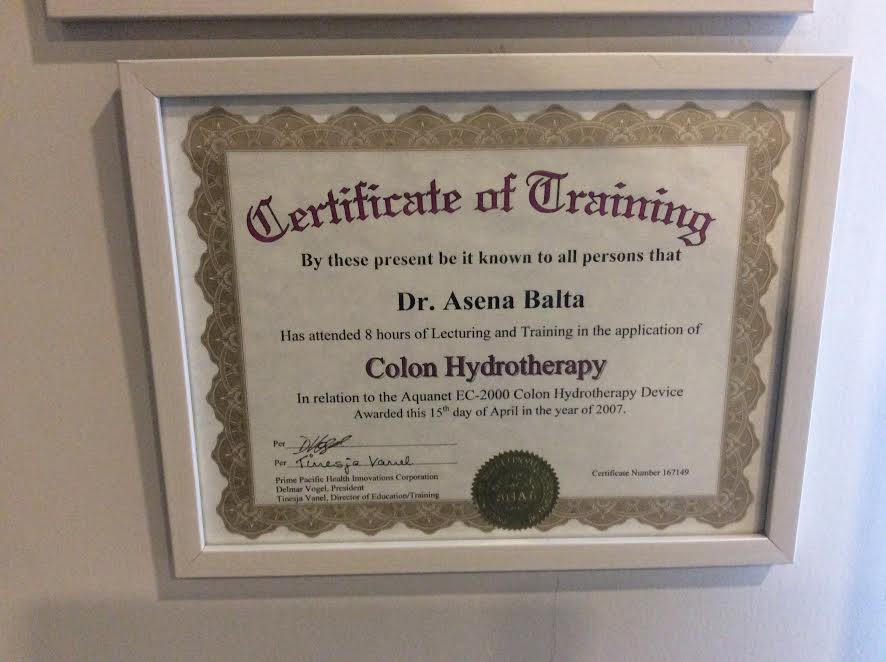 Certificate of Training
By these present be it known to all persons that
Dr. Asena Balta
Has attended 8 hours of Lecturing and Training in the application of
Colon Hydrotherapy
In relation to the Aquanet EC-2000 Colon Hydrotherapy Device
Awarded this 15th day of April in the year of 2007.
Per
Per Tinesja Vanel
Prime Pacific Health Innovations Corporation
Delmar Vogel, President
Tinesja Vanel, Director of Education/Training
Certificate Number 167149